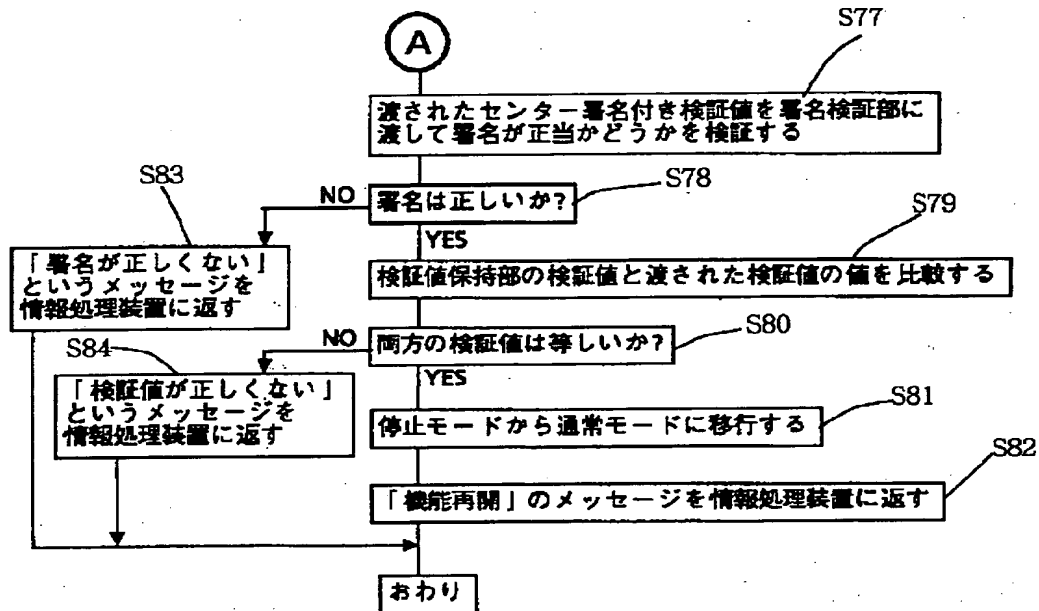 A
S77
渡されたセンター署名付き検証値を署名検証部に
渡して署名が正当かどうかを検証する
S83
NO
署名は正しいか?
S78
YES
S79
「署名が正しくない」
というメッセージを
情報処理装置に返す
検証値保持部の検証値と渡された検証値の値を比較する
S84
NO
両方の検証値は等しいか?
S80
YES
「検証値が正しくない」
というメッセージを
情報処理装置に返す
停止モードから通常モードに移行する
S81
S82
「機能再開」のメッセージを情報処理装置に返す
おわり